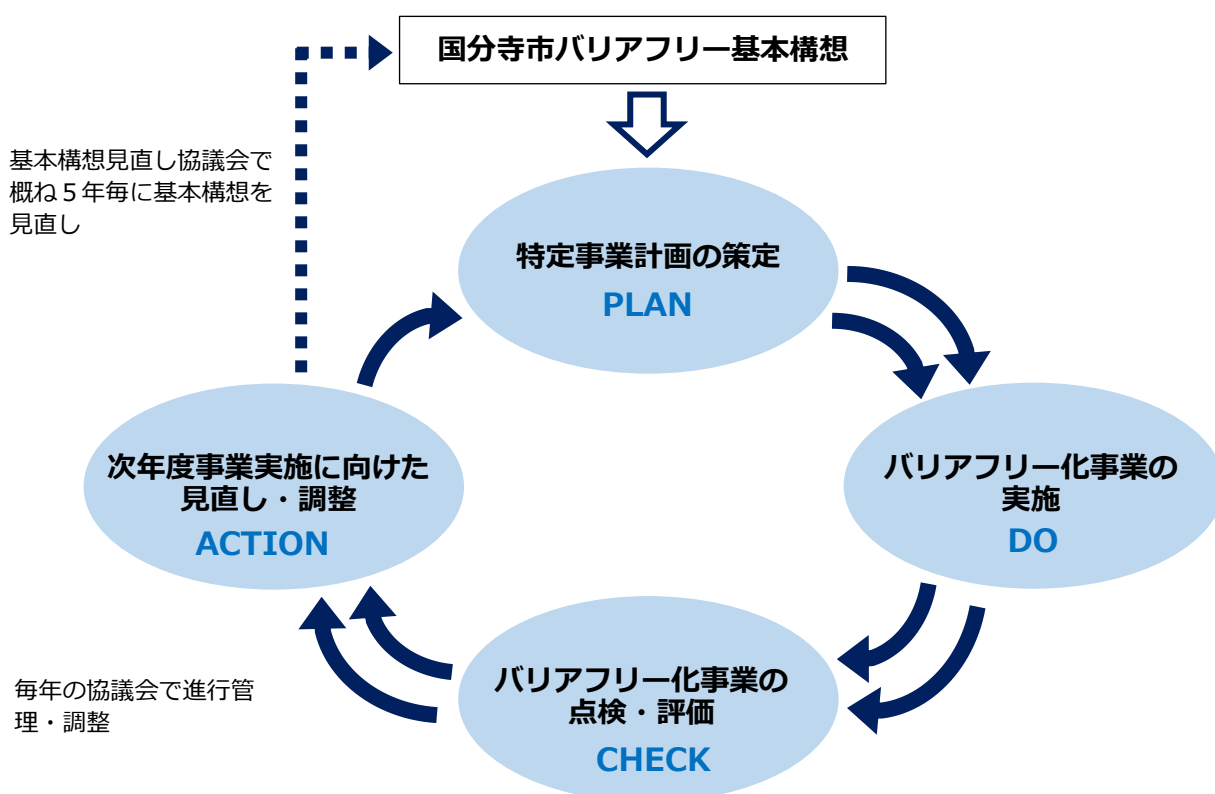 国分寺市バリアフリー基本構想
基本構想見直し協議会で
概ね５年毎に基本構想を
見直し
特定事業計画の策定
PLAN
次年度事業実施に向けた
見直し・調整
ACTION
バリアフリー化事業の
実施
DO
バリアフリー化事業の
点検・評価
CHECK
毎年の協議会で進行管
理・調整